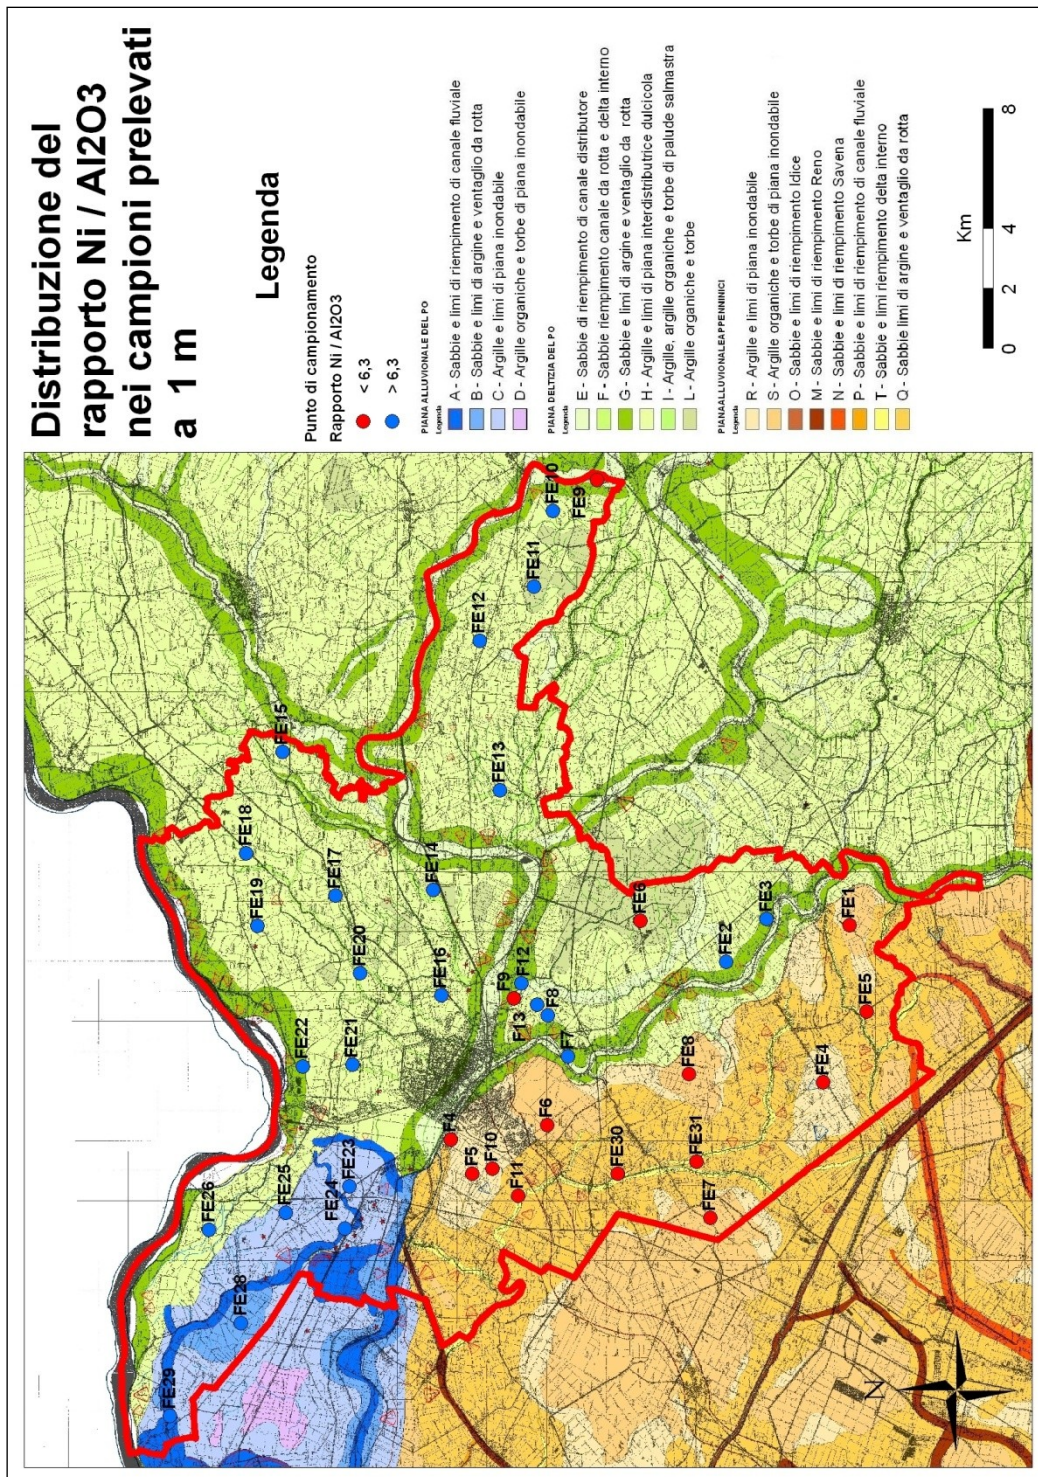 Distribuzione del
rapporto Ni / Al2O3
nei campioni prelevati
a 1 m
Legenda
Punto di campionamento
Rapporto Ni / Al2O3
< 6,3
> 6,3
PIANA ALLUVIONALE DEL PO
Legenda
A - Sabbie e limi di riempimento di canale fluviale
B - Sabbie e limi di argine e ventaglio da rotta
C - Argille e limi di piana inondabile
D - Argille organiche e torbe di piana inondabile
PIANA DELTIZIA DEL PO
Legenda
E - Sabbie di riempimento di canale distributore
F - Sabbie riempimento canale da rotta e delta interno
G - Sabbie e limi di argine e ventaglio da rotta
H - Argille e limi di piana interdistributrice dulcicola
I - Argille, argille organiche e torbe di palude salmastra
L - Argille organiche e torbe
PIANA ALLUVIONALE APPENNINICI
Legenda
R - Argille e limi di piana inondabile
S - Argille organiche e torbe di piana inondabile
O - Sabbie e limi di riempimento Idice
M - Sabbie e limi di riempimento Reno
N - Sabbie e limi di riempimento Savena
P - Sabbie e limi di riempimento di canale fluviale
T - Sabbie e limi riempimento delta interno
Q - Sabbie limi di argine e ventaglio da rotta
Km
0 2 4 8
FE29
FE28
FE26
FE25
FE24
FE23
FE22
FE21
FE20
FE19
FE18
FE17
FE16
FE15
FE14
FE13
FE12
FE11
FE10
FE9
F4
F5
F10
F11
F6
F7
F8
F13
F9
F12
FE6
FE2
FE3
FE1
FE5
FE4
FE8
FE30
FE31
FE7
N